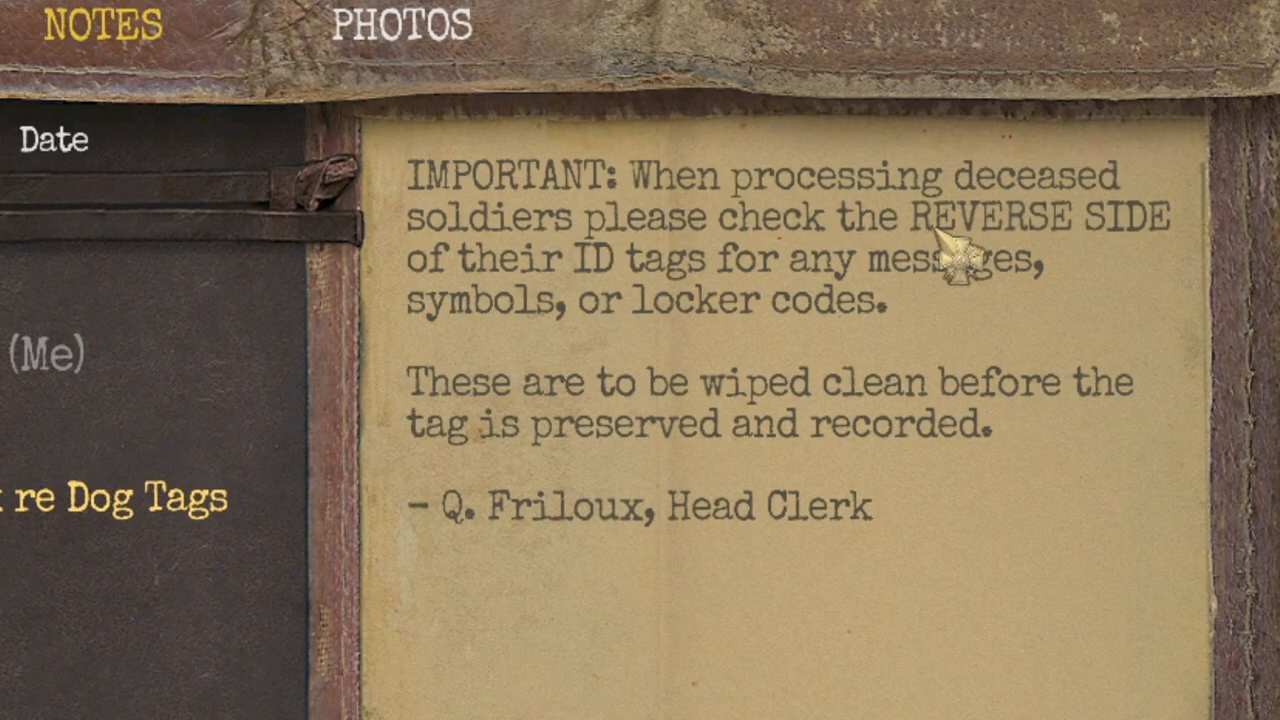 NOTES
PHOTOS
Date
(Me)
re Dog Tags
IMPORTANT: When processing deceased
soldiers please check the REVERSE SIDE
of their ID tags for any messages,
symbols, or locker codes.
These are to be wiped clean before the
tag is preserved and recorded.
– Q. Friloux, Head Clerk